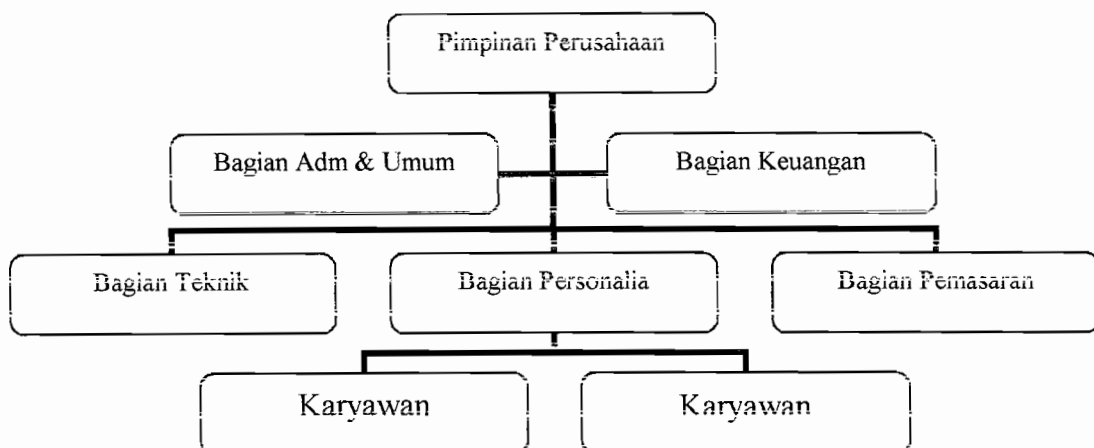 Pimpinan Perusahaan
Bagian Adm & Umum
Bagian Keuangan
Bagian Teknik
Bagian Personalia
Bagian Pemasaran
Karyawan
Karyawan